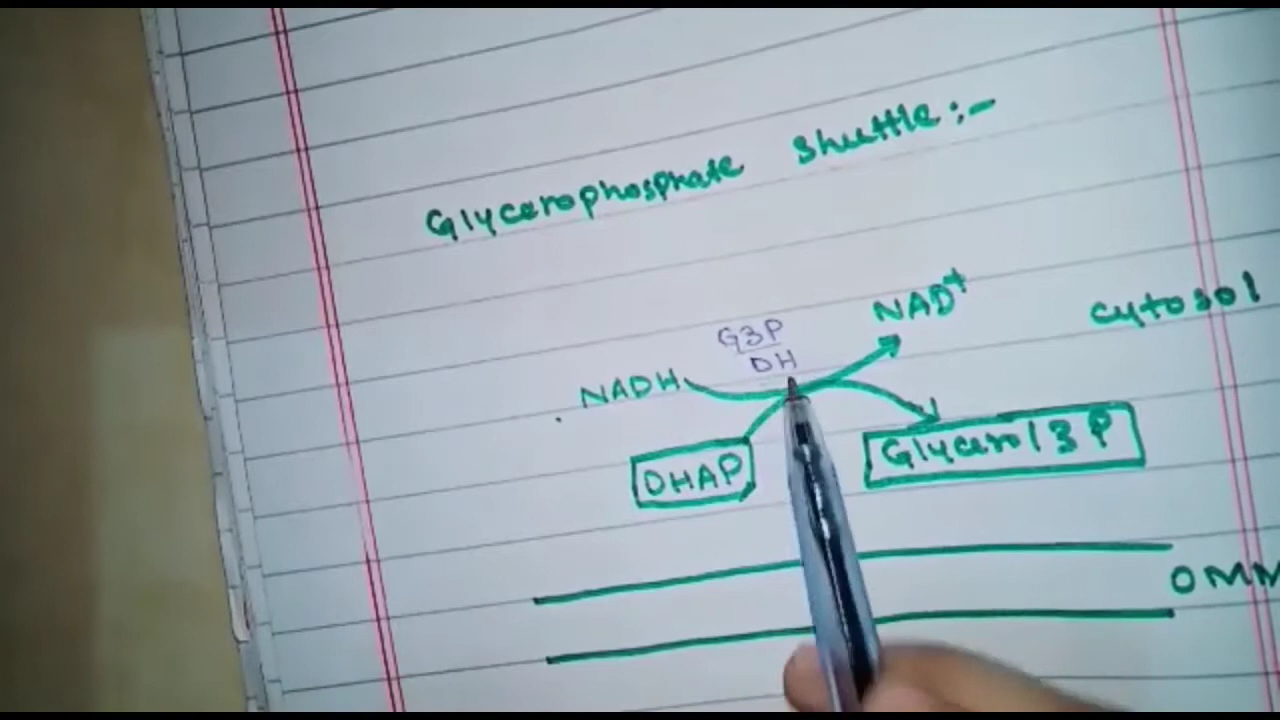 Glycerophosphate shuttle:-
NAD+
cytosol
G3P
DH
NADH
Glycerol 3 P
DHAP
OMM